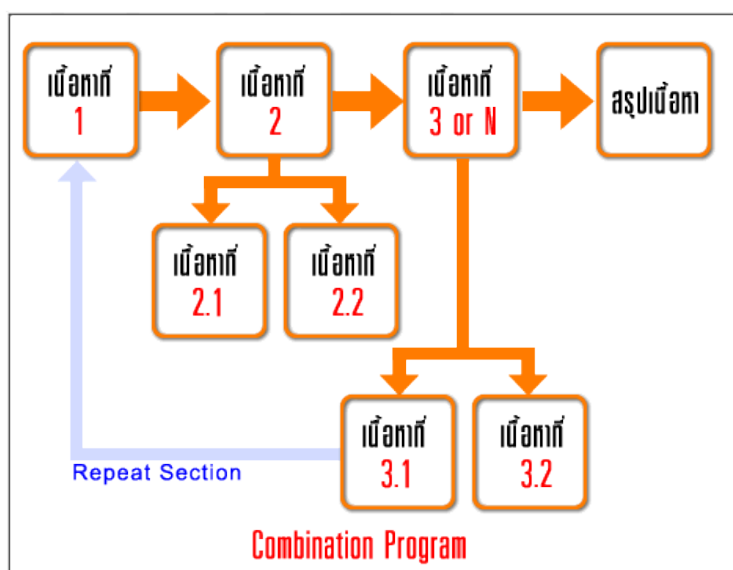 เนื้อหาที่
1
เนื้อหาที่
2
เนื้อหาที่
3 or N
สรุปเนื้อหา
เนื้อหาที่
2.1
เนื้อหาที่
2.2
เนื้อหาที่
3.1
เนื้อหาที่
3.2
Repeat Section
Combination Program